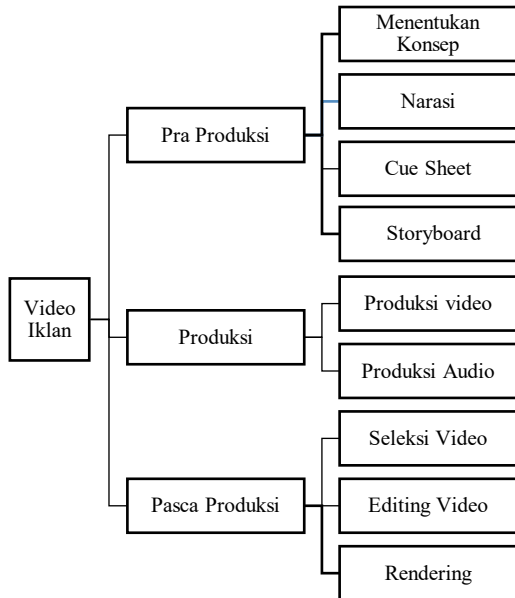 Video
Iklan
Pra Produksi
Menentukan
Konsep
Narasi
Cue Sheet
Storyboard
Produksi
Produksi video
Produksi Audio
Pasca Produksi
Seleksi Video
Editing Video
Rendering